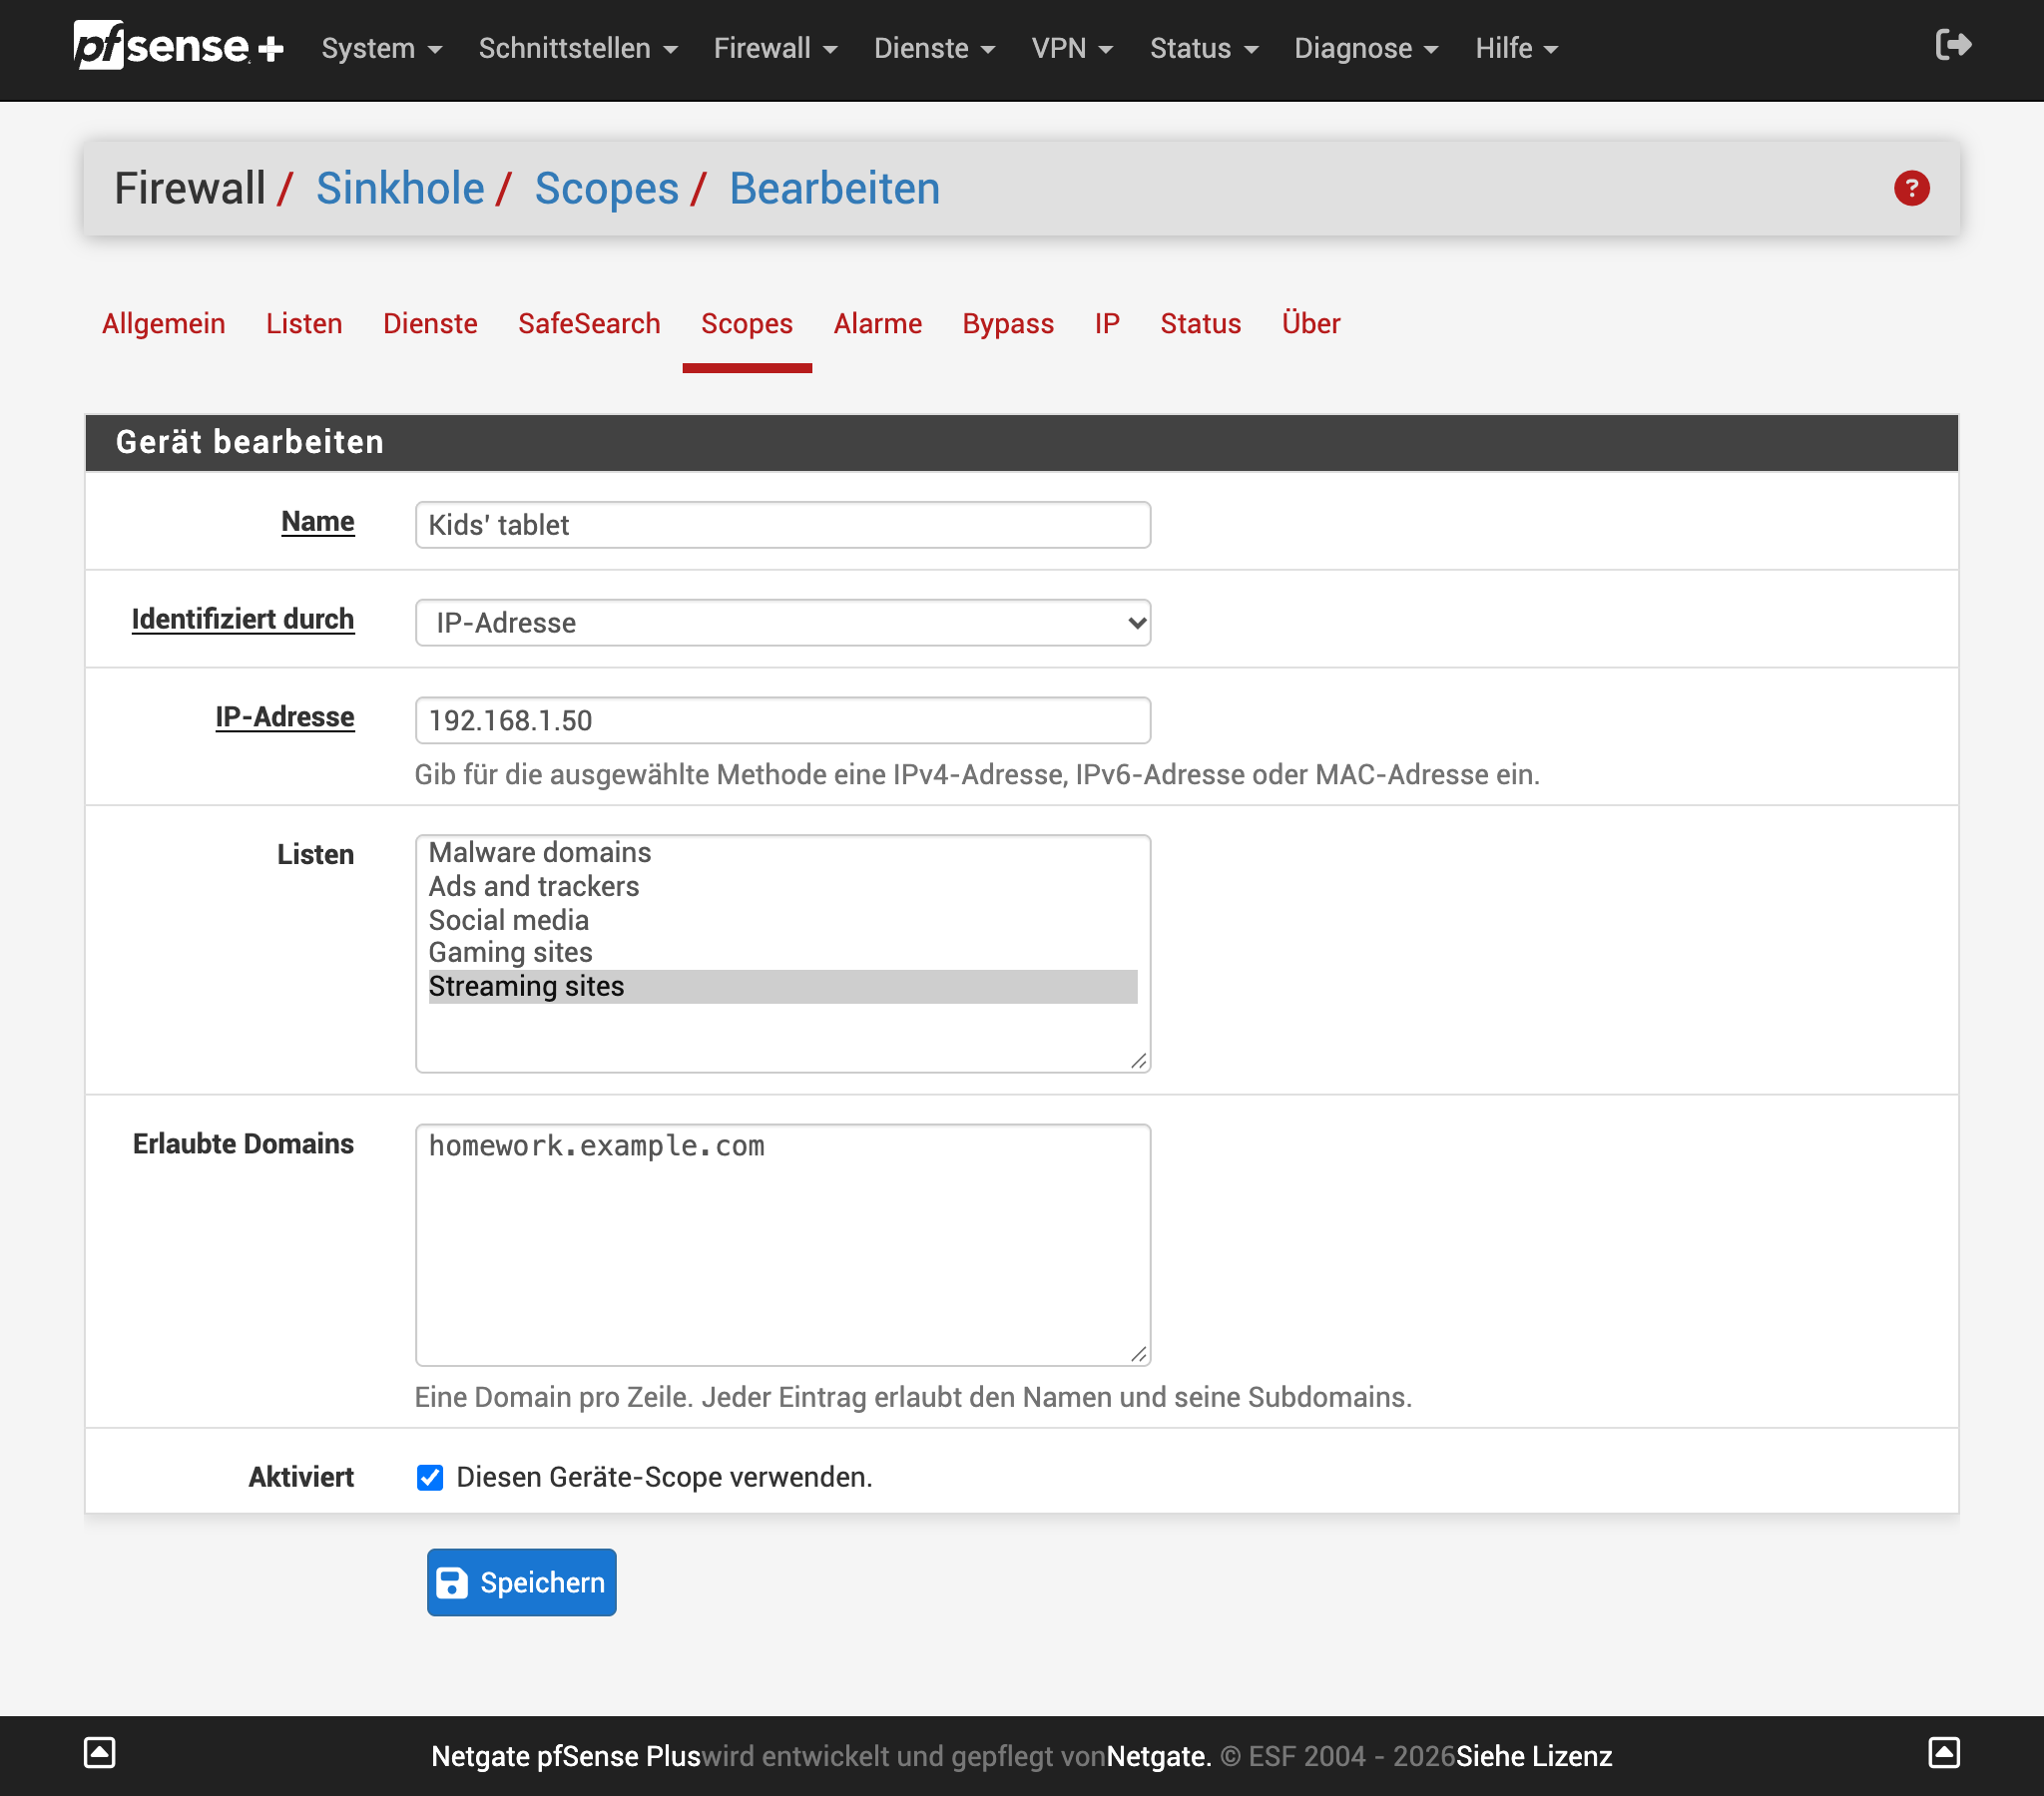 pfsense +
System Schnittstellen Firewall Dienste VPN Status Diagnose Hilfe
Firewall / Sinkhole / Scopes / Bearbeiten
?
Allgemein Listen Dienste SafeSearch Scopes Alarme Bypass IP Status Über
Gerät bearbeiten
Name Kids' tablet
Identifiziert durch IP-Adresse
IP-Adresse 192.168.1.50
Gib für die ausgewählte Methode eine IPv4-Adresse, IPv6-Adresse oder MAC-Adresse ein.
Listen Malware domains
Ads and trackers
Social media
Gaming sites
Streaming sites
Erlaubte Domains homework.example.com
Eine Domain pro Zeile. Jeder Eintrag erlaubt den Namen und seine Subdomains.
Aktiviert Diesen Geräte-Scope verwenden.
Speichern
Netgate pfSense Pluswird entwickelt und gepflegt vonNetgate. © ESF 2004 - 2026Siehe Lizenz